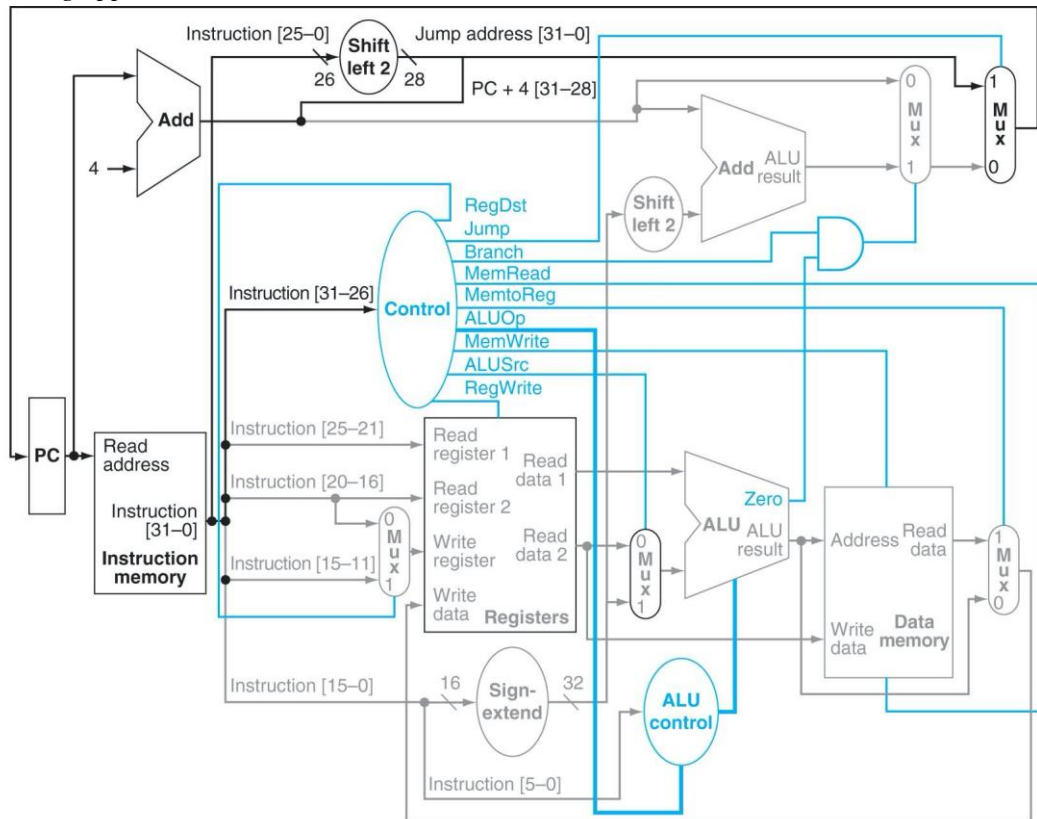 Instruction [25–0]
Shift
left 2
26
28
Jump address [31–0]
PC + 4 [31–28]
Add
4
0
M
u
x
1
1
M
u
x
0
Add
ALU
result
Shift
left 2
RegDst
Jump
Branch
MemRead
MemtoReg
ALUOp
MemWrite
ALUSrc
RegWrite
Control
Instruction [31–26]
PC
Read
address
Instruction
[31–0]
Instruction
memory
Instruction [25–21]
Instruction [20–16]
Instruction [15–11]
0
M
u
x
1
Read
register 1
Read
register 2
Write
register
Write
data
Read
data 1
Read
data 2
Registers
0
M
u
x
1
Zero
ALU
ALU
result
Address
Read
data
Write
data
Data
memory
1
M
u
x
0
Instruction [15–0]
16
Sign-
extend
32
ALU
control
Instruction [5–0]